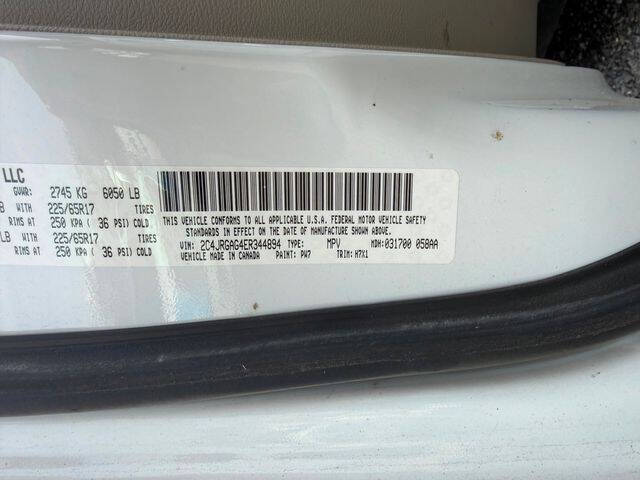 LLC
GVWR: 2745 KG 6050 LB
B WITH 225/65R17 TIRES
RIMS AT 250 KPA ( 36 PSI) COLD
LB WITH 225/65R17 TIRES
RIMS AT 250 KPA ( 36 PSI) COLD
THIS VEHICLE CONFORMS TO ALL APPLICABLE U.S.A. FEDERAL MOTOR VEHICLE SAFETY
STANDARDS IN EFFECT ON THE DATE OF MANUFACTURE SHOWN ABOVE.
VIN: 2C4JRGAG4ER344894 TYPE: MPV MDH:031700 058AA
VEHICLE MADE IN CANADA PAINT: PW7 TRIM: H7X1